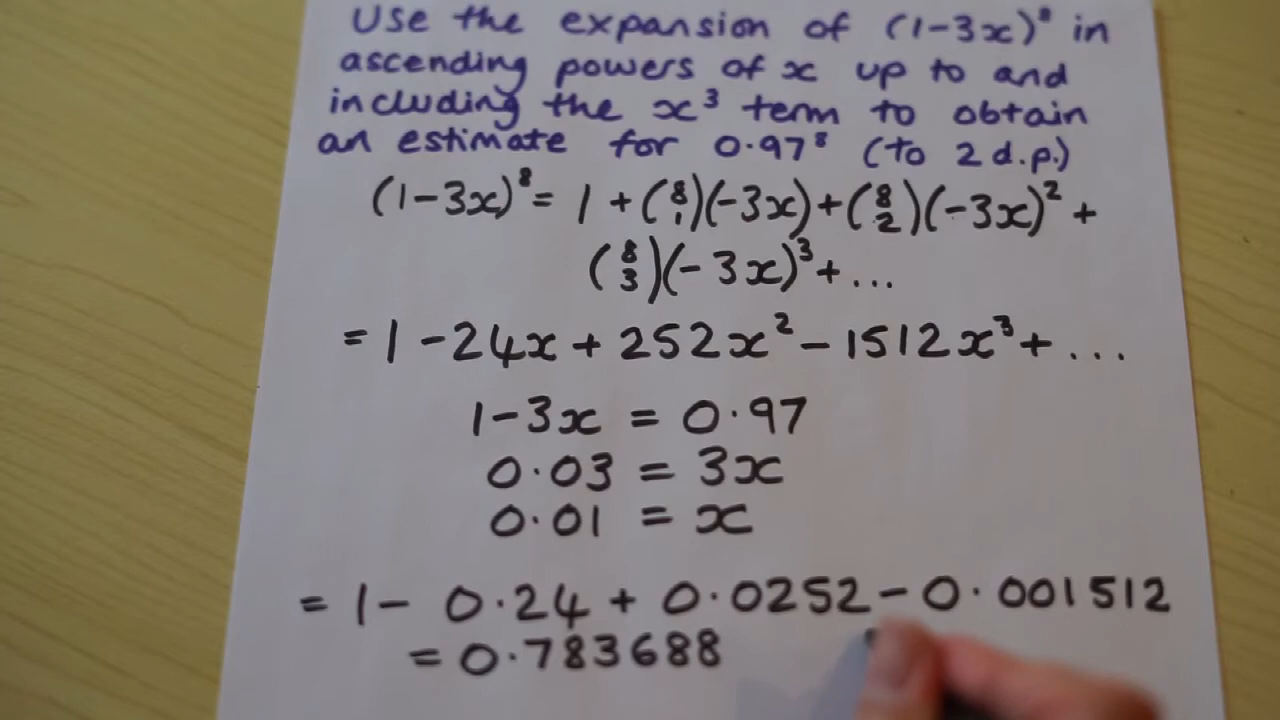 Use the expansion of (1-3x)⁸ in
ascending powers of x up to and
including the x³ term to obtain
an estimate for 0.97⁸ (to 2 d.p.)
(1-3x)⁸ = 1 + (8 1)(-3x) + (8 2)(-3x)² +
(8 3)(-3x)³ + ...
= 1 - 24x + 252x² - 1512x³ + ...
1 - 3x = 0.97
0.03 = 3x
0.01 = x
= 1 - 0.24 + 0.0252 - 0.001512
= 0.783688